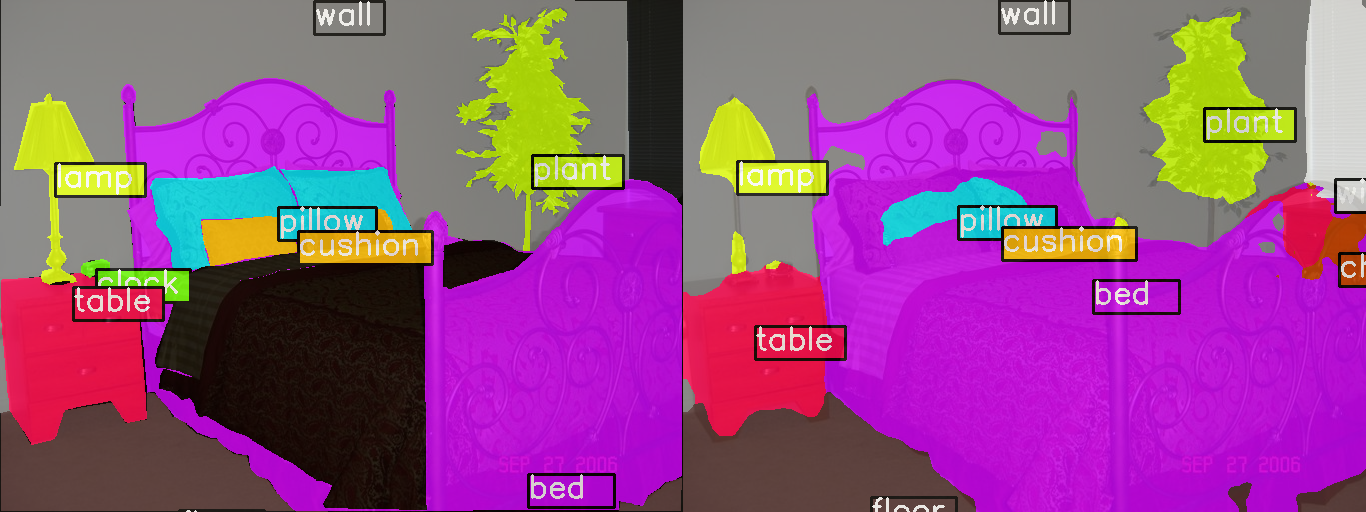 wall
wall
plant
plant
lamp
lamp
pillow
pillow
cushion
cushion
clock
table
bed
table
SEP 27 2006
SEP 27 2006
bed
floor